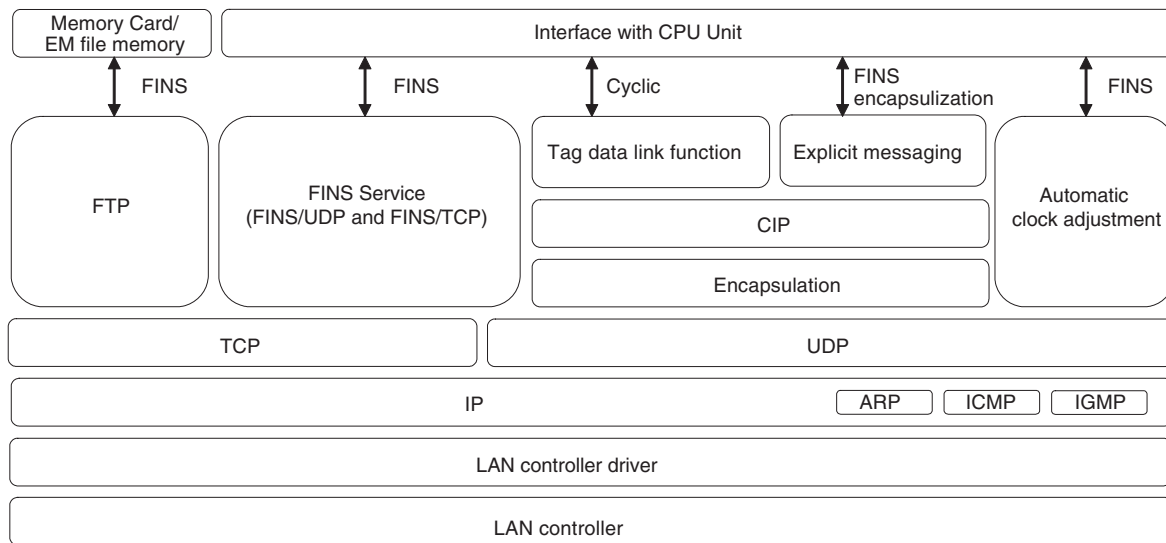 Memory Card/
EM file memory
Interface with CPU Unit
FINS
FINS
Cyclic
FINS
encapsulization
FINS
FTP
FINS Service
(FINS/UDP and FINS/TCP)
Tag data link function
Explicit messaging
CIP
Encapsulation
Automatic
clock adjustment
TCP
UDP
IP
ARP
ICMP
IGMP
LAN controller driver
LAN controller